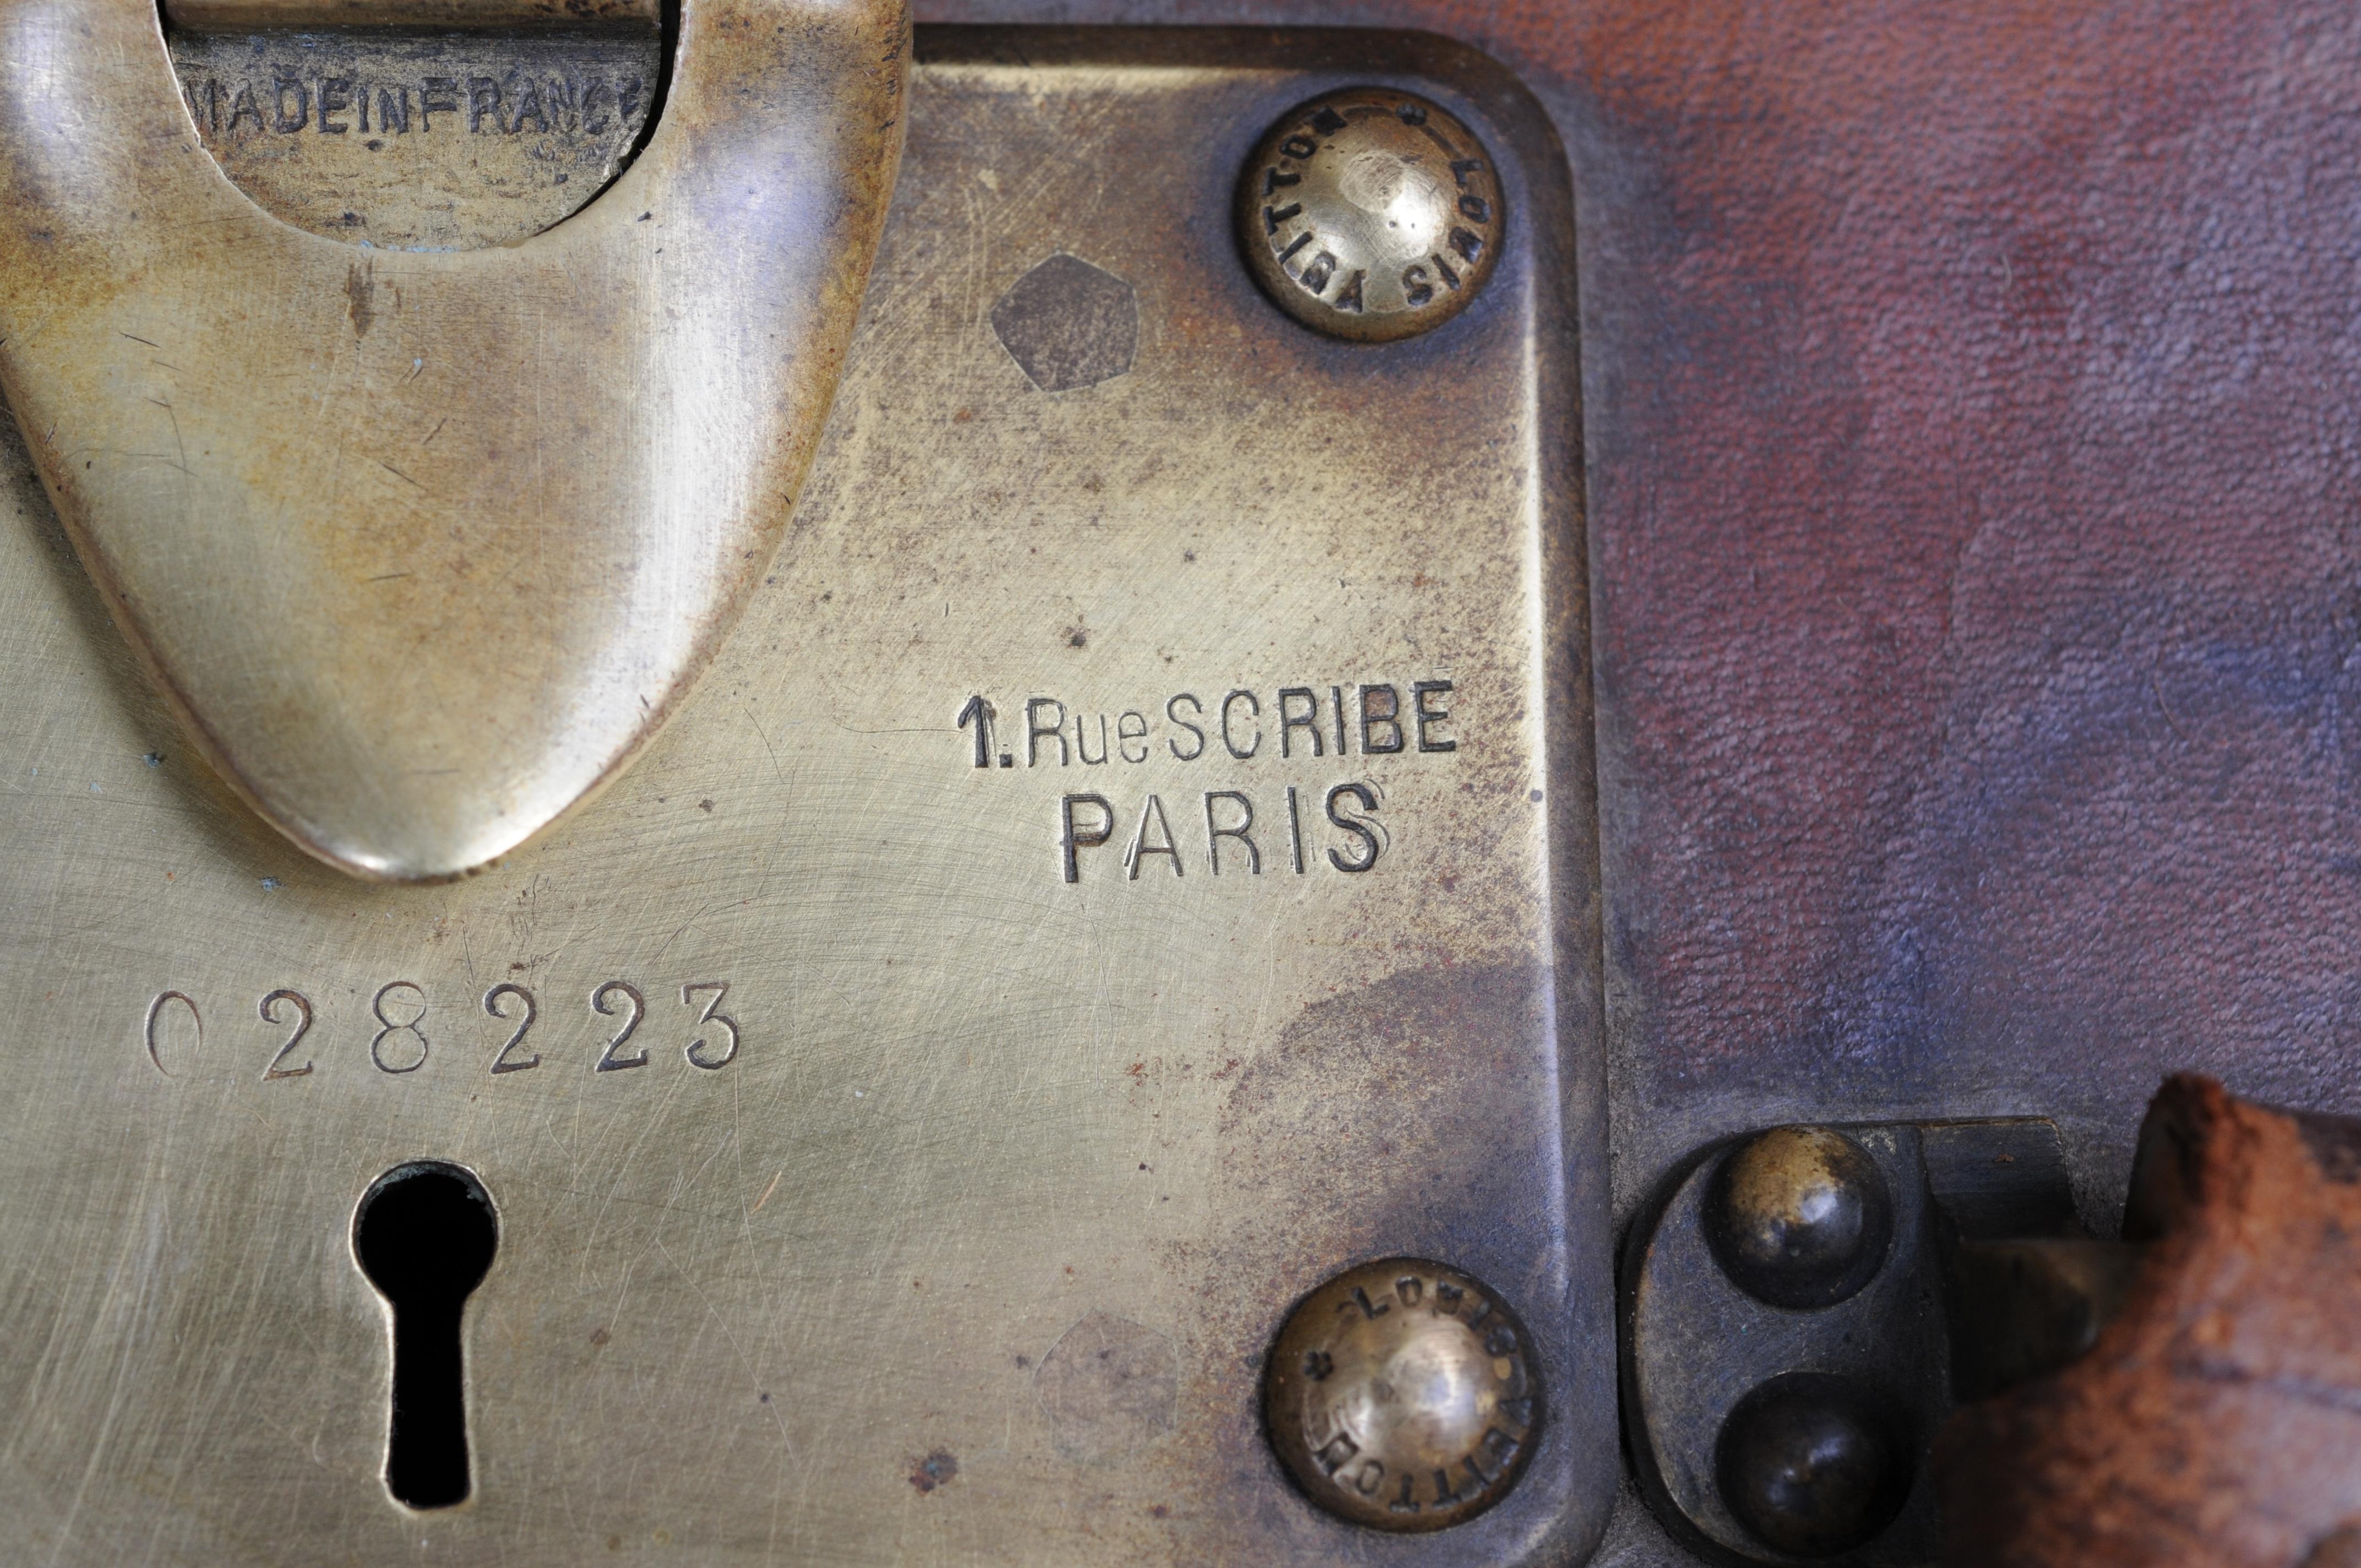 MADE IN FRANCE
LOUIS VUITTON
1. Rue SCRIBE
PARIS
028223
LOUIS VUITTON